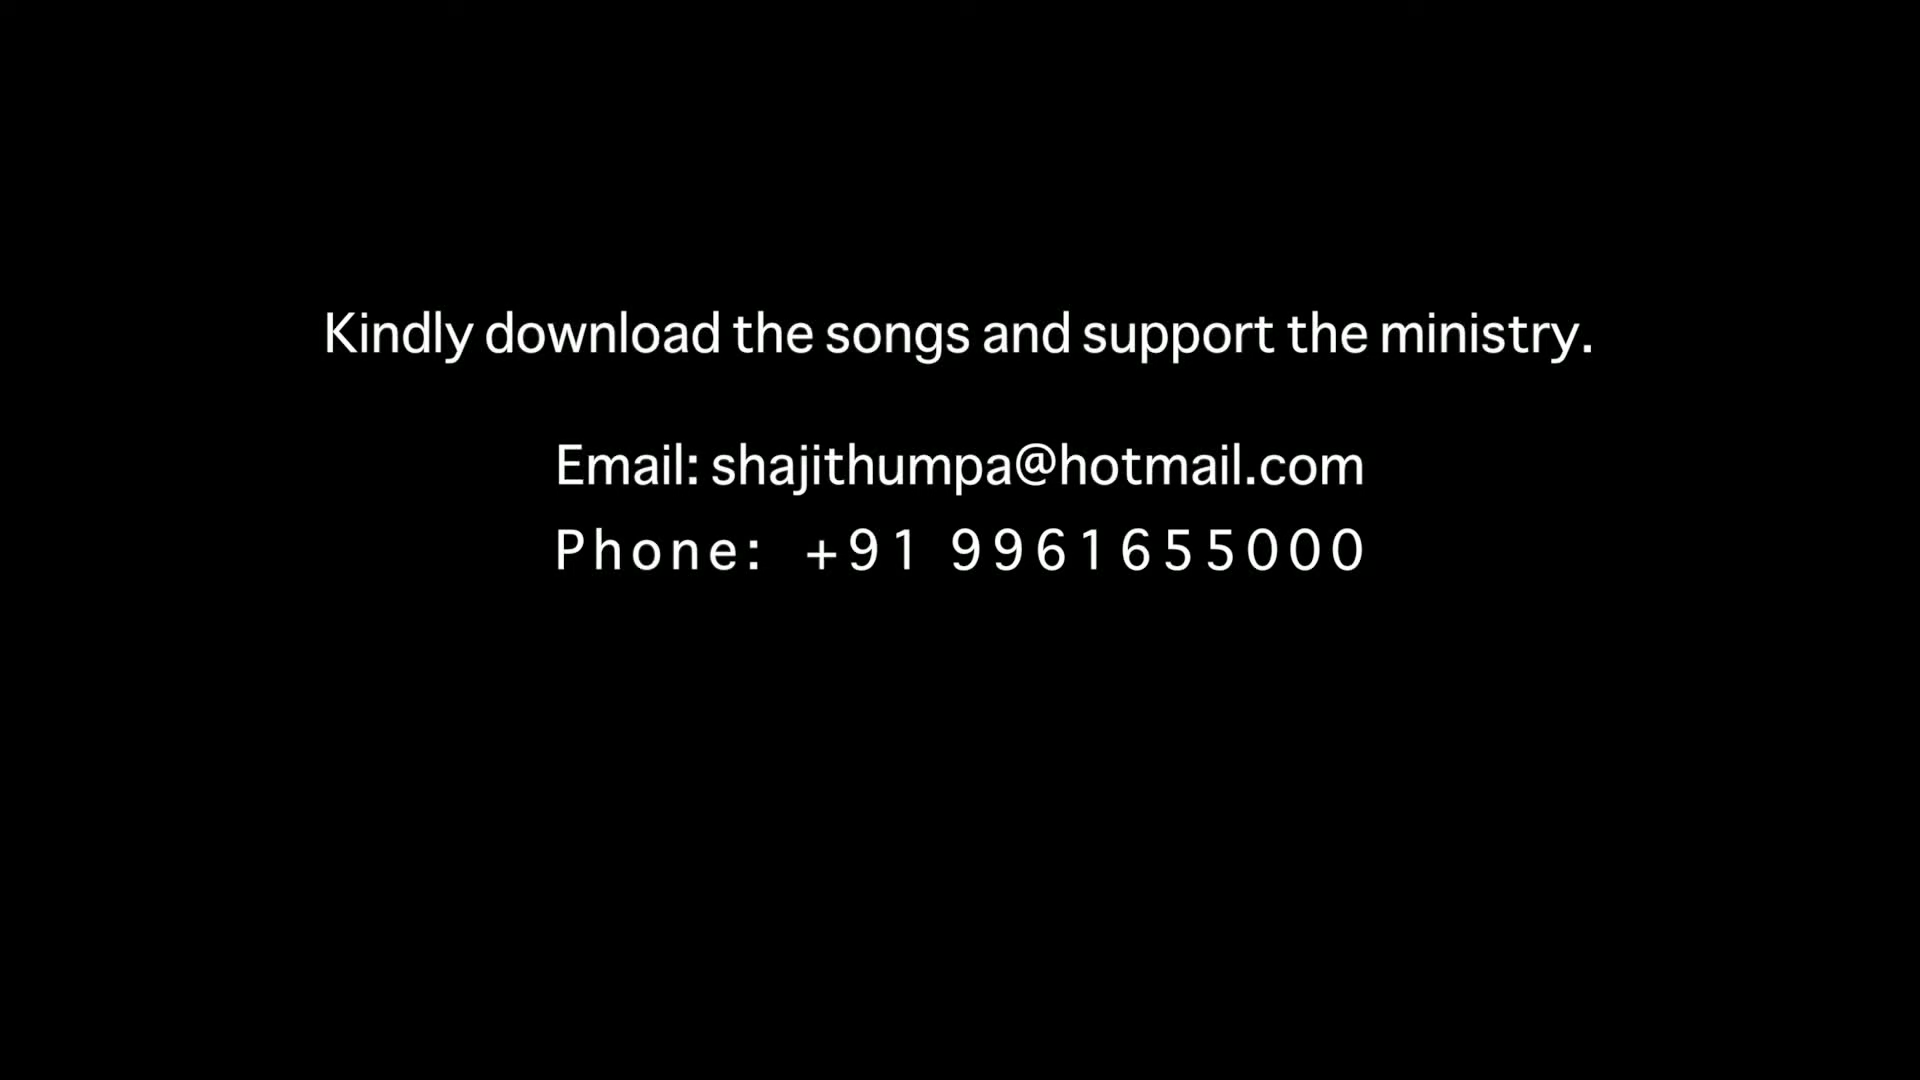 Kindly download the songs and support the ministry.
Email: shajithumpa@hotmail.com
Phone: +91 9961655000